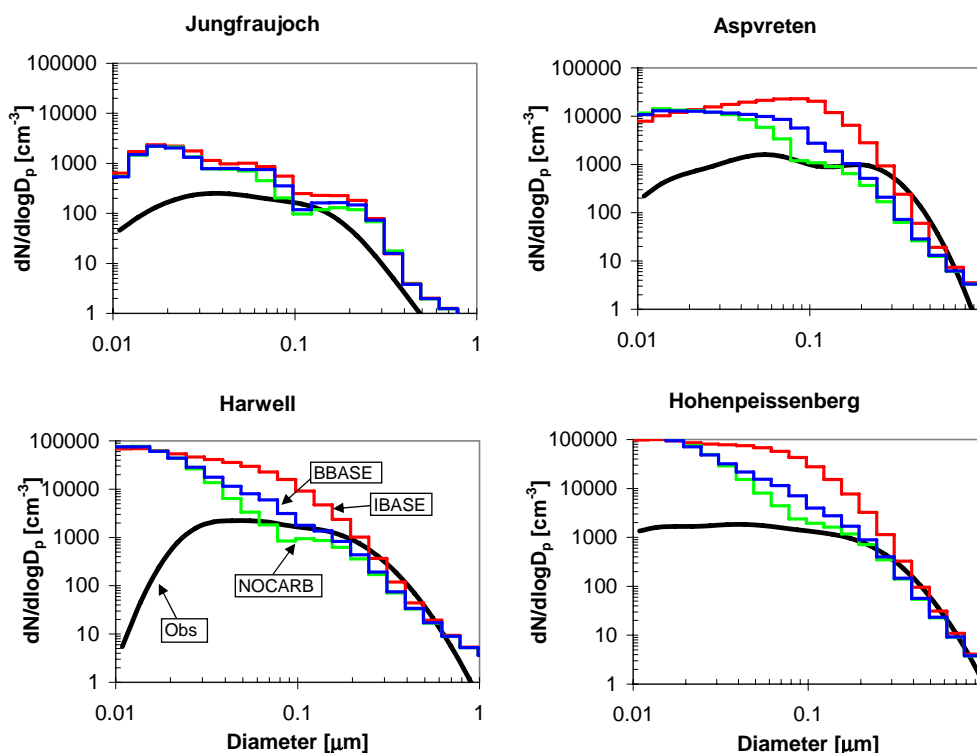 Jungfraujoch
Aspvreten
dN/dlogDp [cm-3]
100000
10000
1000
100
10
1
0.01
0.1
1
dN/dlogDp [cm-3]
100000
10000
1000
100
10
1
0.01
0.1
Harwell
Hohenpeissenberg
dN/dlogDp [cm-3]
100000
10000
1000
100
10
1
BBASE
IBASE
NOCARB
Obs
0.01
0.1
1
Diameter [μm]
dN/dlogDp [cm-3]
100000
10000
1000
100
10
1
0.01
0.1
Diameter [μm]